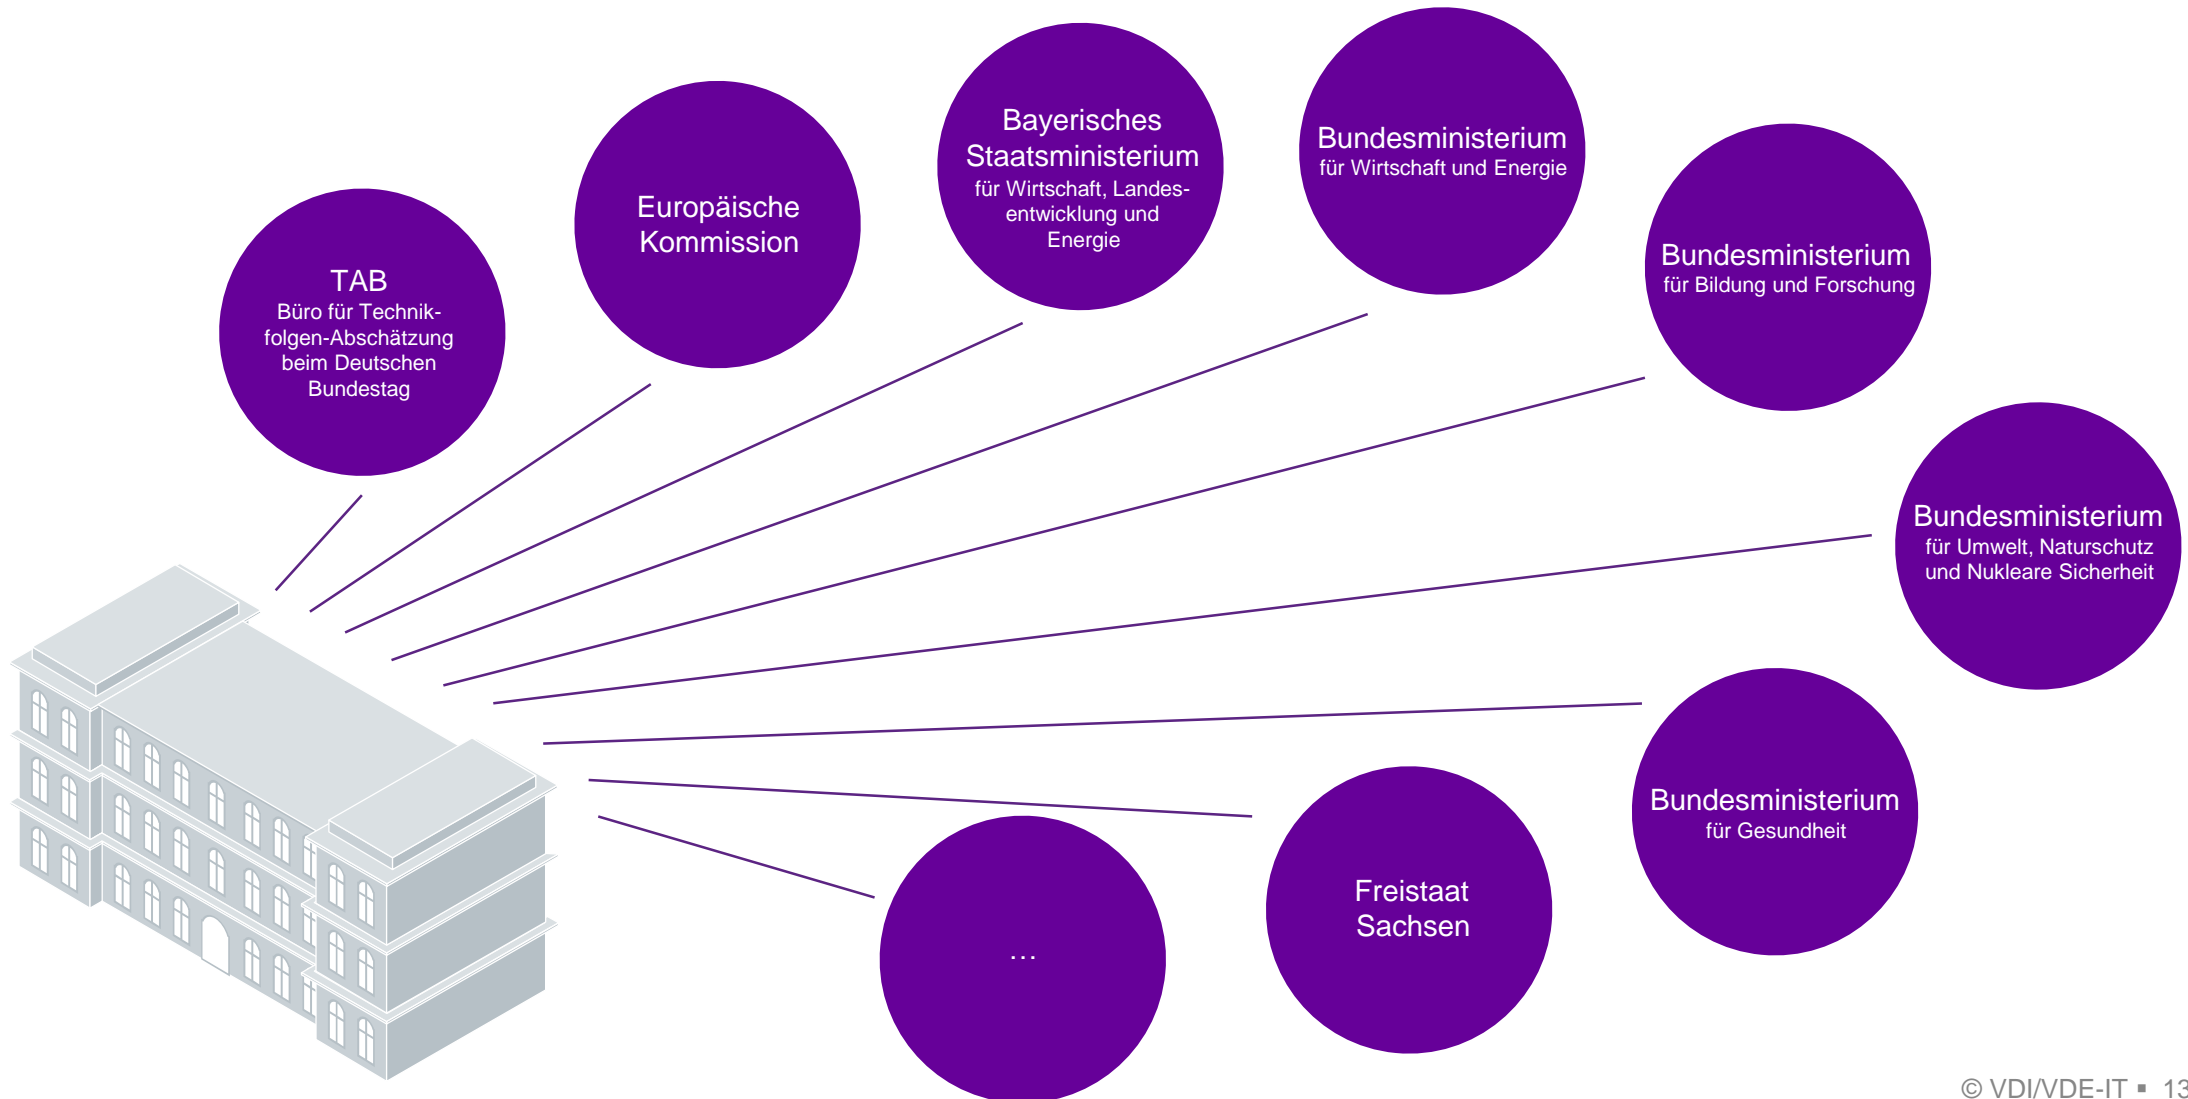 TAB
Büro für Technik-
folgen-Abschätzung
beim Deutschen
Bundestag
Europäische
Kommission
Bayerisches
Staatsministerium
für Wirtschaft, Landes-
entwicklung und
Energie
Bundesministerium
für Wirtschaft und Energie
Bundesministerium
für Bildung und Forschung
Bundesministerium
für Umwelt, Naturschutz
und Nukleare Sicherheit
Bundesministerium
für Gesundheit
Freistaat
Sachsen
…
© VDI/VDE-IT ▪ 13